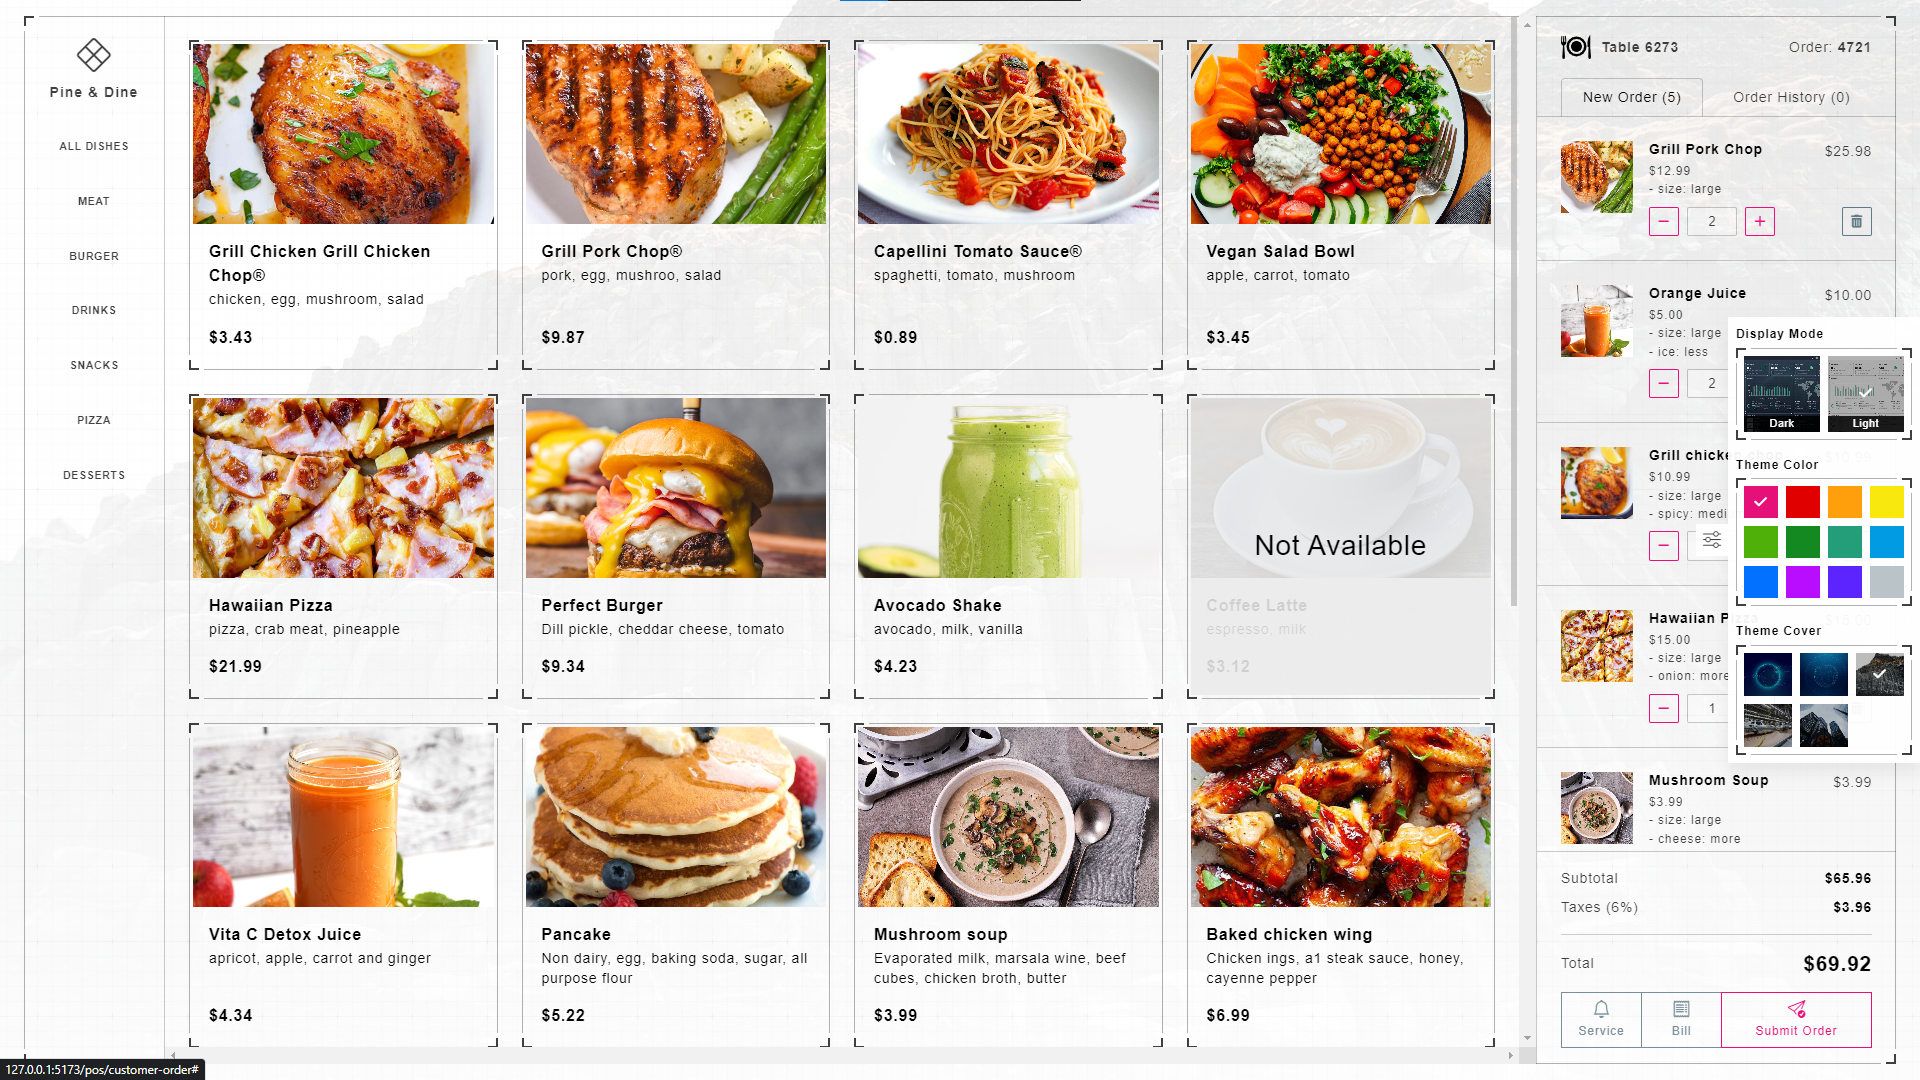 Pine & Dine
ALL DISHES
MEAT
BURGER
DRINKS
SNACKS
PIZZA
DESSERTS
Grill Chicken Grill Chicken
Chop®
chicken, egg, mushroom, salad
$3.43
Grill Pork Chop®
pork, egg, mushroo, salad
$9.87
Capellini Tomato Sauce®
spaghetti, tomato, mushroom
$0.89
Vegan Salad Bowl
apple, carrot, tomato
$3.45
Hawaiian Pizza
pizza, crab meat, pineapple
$21.99
Perfect Burger
Dill pickle, cheddar cheese, tomato
$9.34
Avocado Shake
avocado, milk, vanilla
$4.23
Not Available
Coffee Latte
espresso, milk
$3.12
Vita C Detox Juice
apricot, apple, carrot and ginger
$4.34
Pancake
Non dairy, egg, baking soda, sugar, all
purpose flour
$5.22
Mushroom soup
Evaporated milk, marsala wine, beef
cubes, chicken broth, butter
$3.99
Baked chicken wing
Chicken ings, a1 steak sauce, honey,
cayenne pepper
$6.99
Table 6273
Order: 4721
New Order (5)
Order History (0)
Grill Pork Chop
$25.98
$12.99
- size: large
2
Orange Juice
$10.00
$5.00
- size: large
- ice: less
2
Grill chicken chop
$10.99
$10.99
- size: large
- spicy: medi
Hawaiian Pizza
$15.00
$15.00
- size: large
- onion: more
1
Mushroom Soup
$3.99
$3.99
- size: large
- cheese: more
Display Mode
Dark
Light
Theme Color
Theme Cover
Subtotal
$65.96
Taxes (6%)
$3.96
Total
$69.92
Service
Bill
Submit Order
127.0.0.1:5173/pos/customer-order#